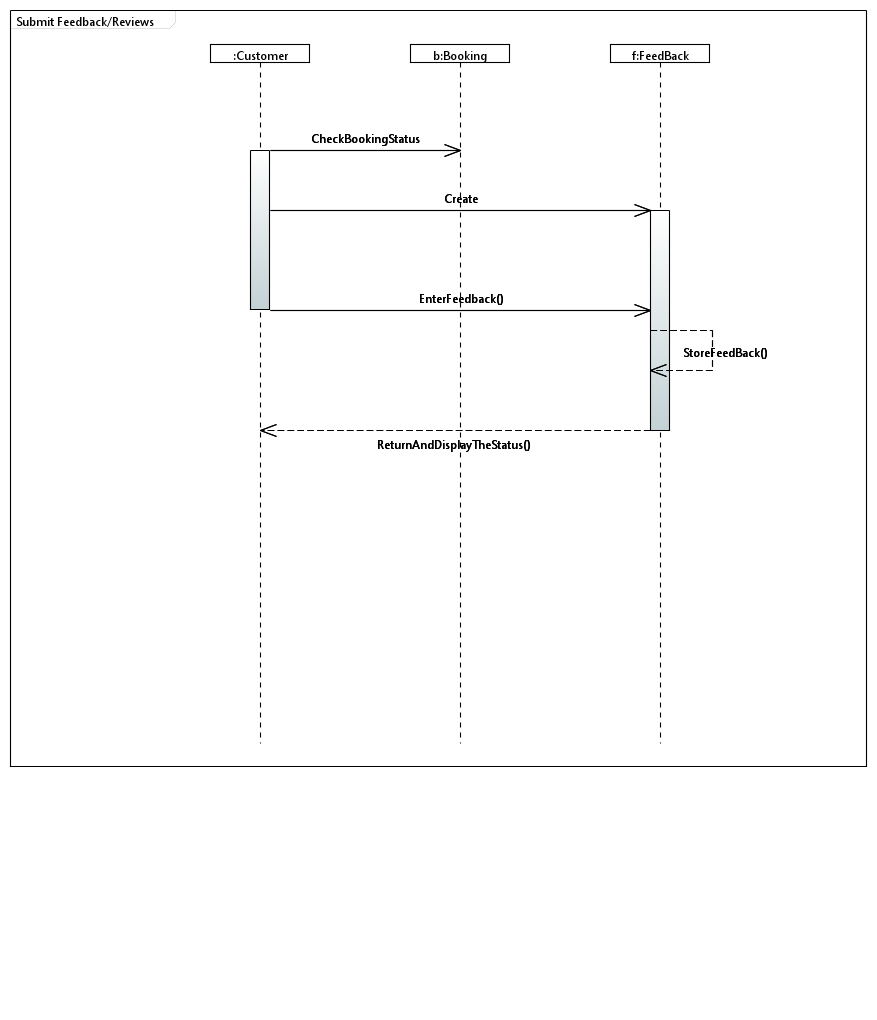 Submit Feedback/Reviews
:Customer
b:Booking
f:FeedBack
CheckBookingStatus
Create
EnterFeedback()
StoreFeedBack()
ReturnAndDisplayTheStatus()